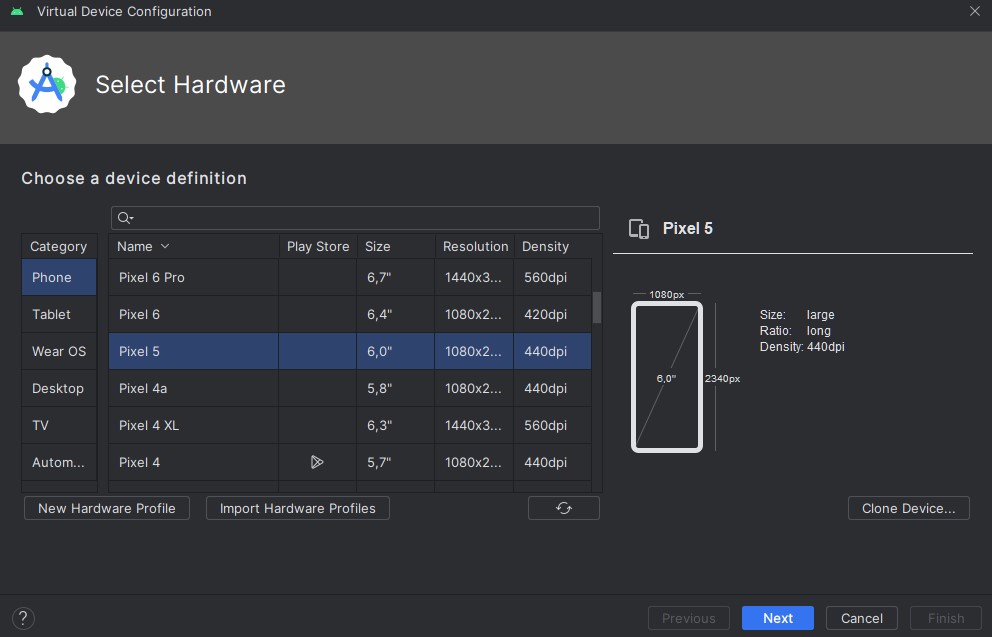 Virtual Device Configuration
Select Hardware
Choose a device definition
Category Name Play Store Size Resolution Density
Phone Pixel 6 Pro 6,7" 1440x3... 560dpi
Tablet Pixel 6 6,4" 1080x2... 420dpi
Wear OS Pixel 5 6,0" 1080x2... 440dpi
Desktop Pixel 4a 5,8" 1080x2... 440dpi
TV Pixel 4 XL 6,3" 1440x3... 560dpi
Autom... Pixel 4 5,7" 1080x2... 440dpi
New Hardware Profile Import Hardware Profiles
Pixel 5
1080px
6,0"
2340px
Size: large
Ratio: long
Density: 440dpi
Clone Device...
? Previous Next Cancel Finish